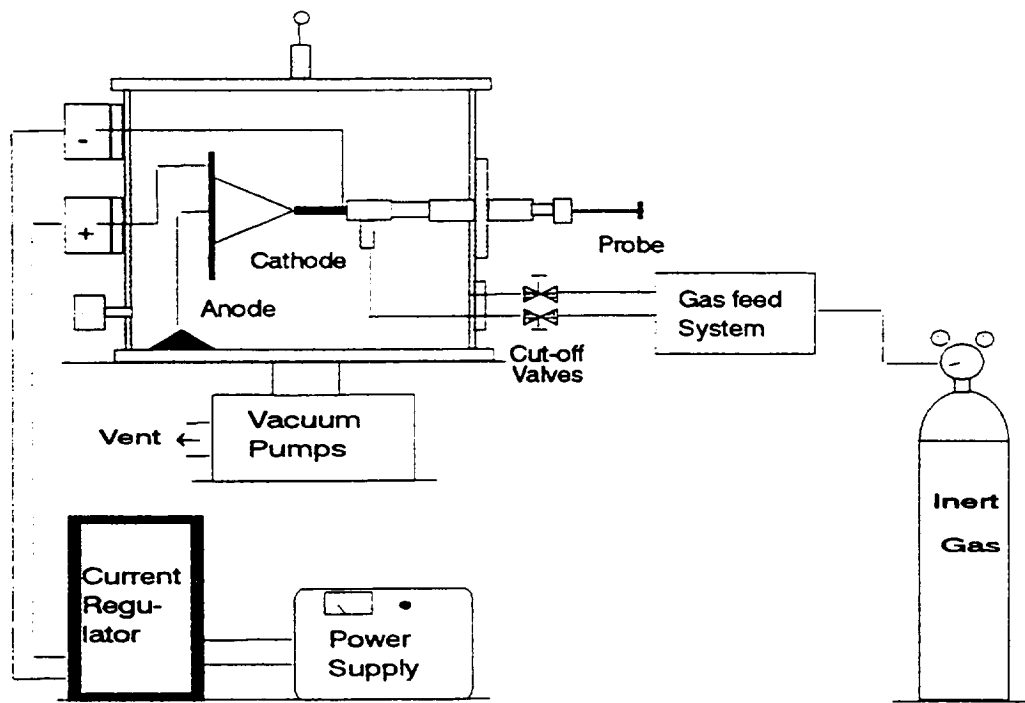 -
+
Cathode
Anode
Probe
Gas feed
System
Cut-off
Valves
Vent
Vacuum
Pumps
Inert
Gas
Current
Regu-
lator
Power
Supply